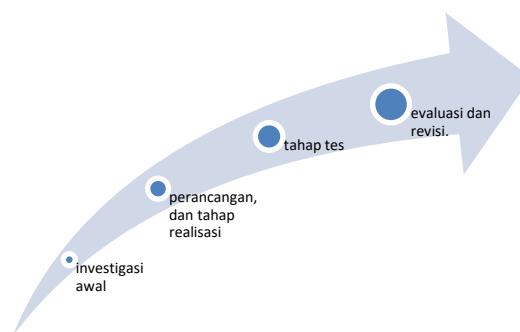 investigasi
awal
perancangan,
dan tahap
realisasi
tahap tes
evaluasi dan
revisi.